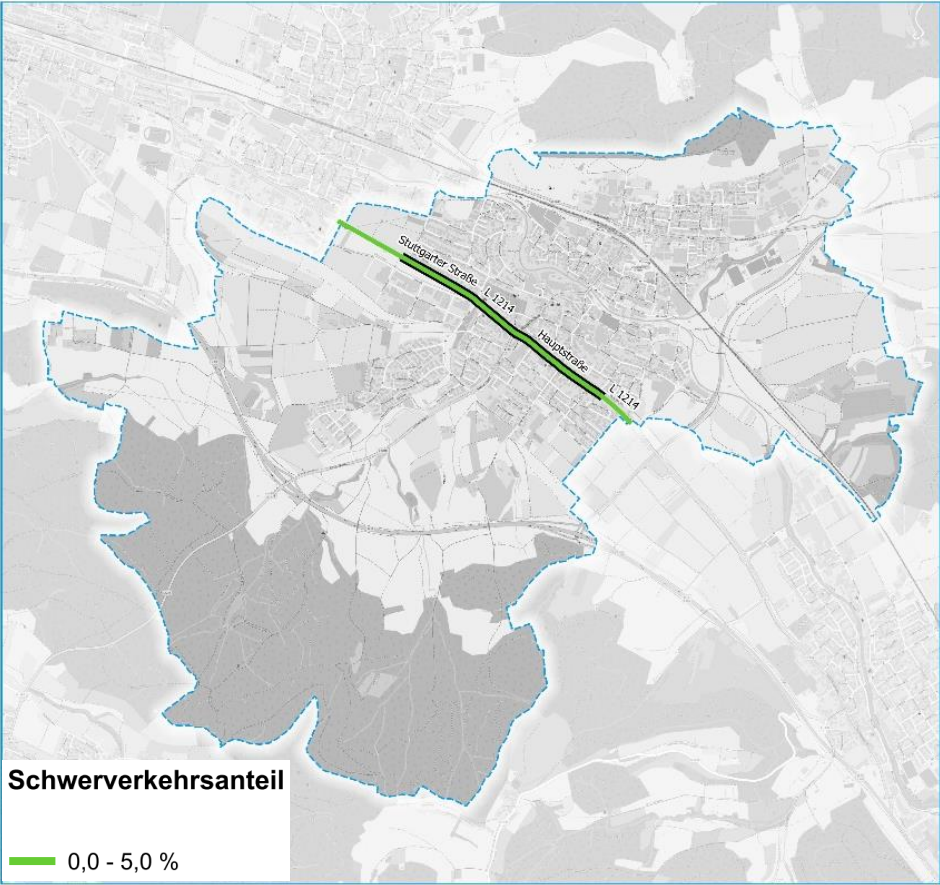 Stuttgarter Straße
L 1214
Hauptstraße
L 1214
Schwerverkehrsanteil
0,0 - 5,0 %